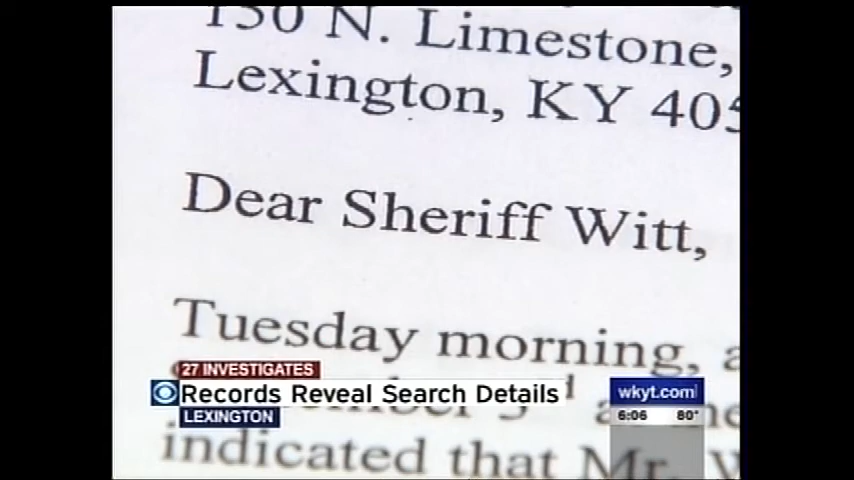 150 N. Limestone,
Lexington, KY 405
Dear Sheriff Witt,
Tuesday morning, a
27 INVESTIGATES
Records Reveal Search Details
LEXINGTON
wkyt.com
6:06 80°
indicated that Mr. W